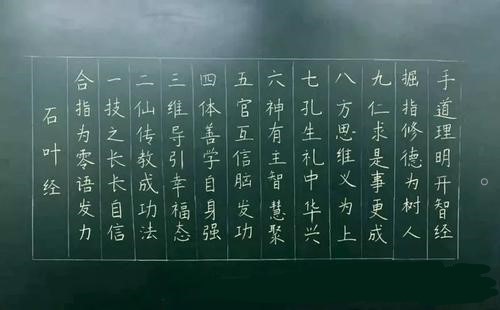 手道理明开智经
掘指修德为树人
九仁求是事更成
八方思维义为上
七孔生礼中华兴
六神有主智慧聚
五官互信脑发功
四体善学自身强
三维导引幸福态
二仙传教成功法
一技之长长自信
合指为零语发力
石叶经